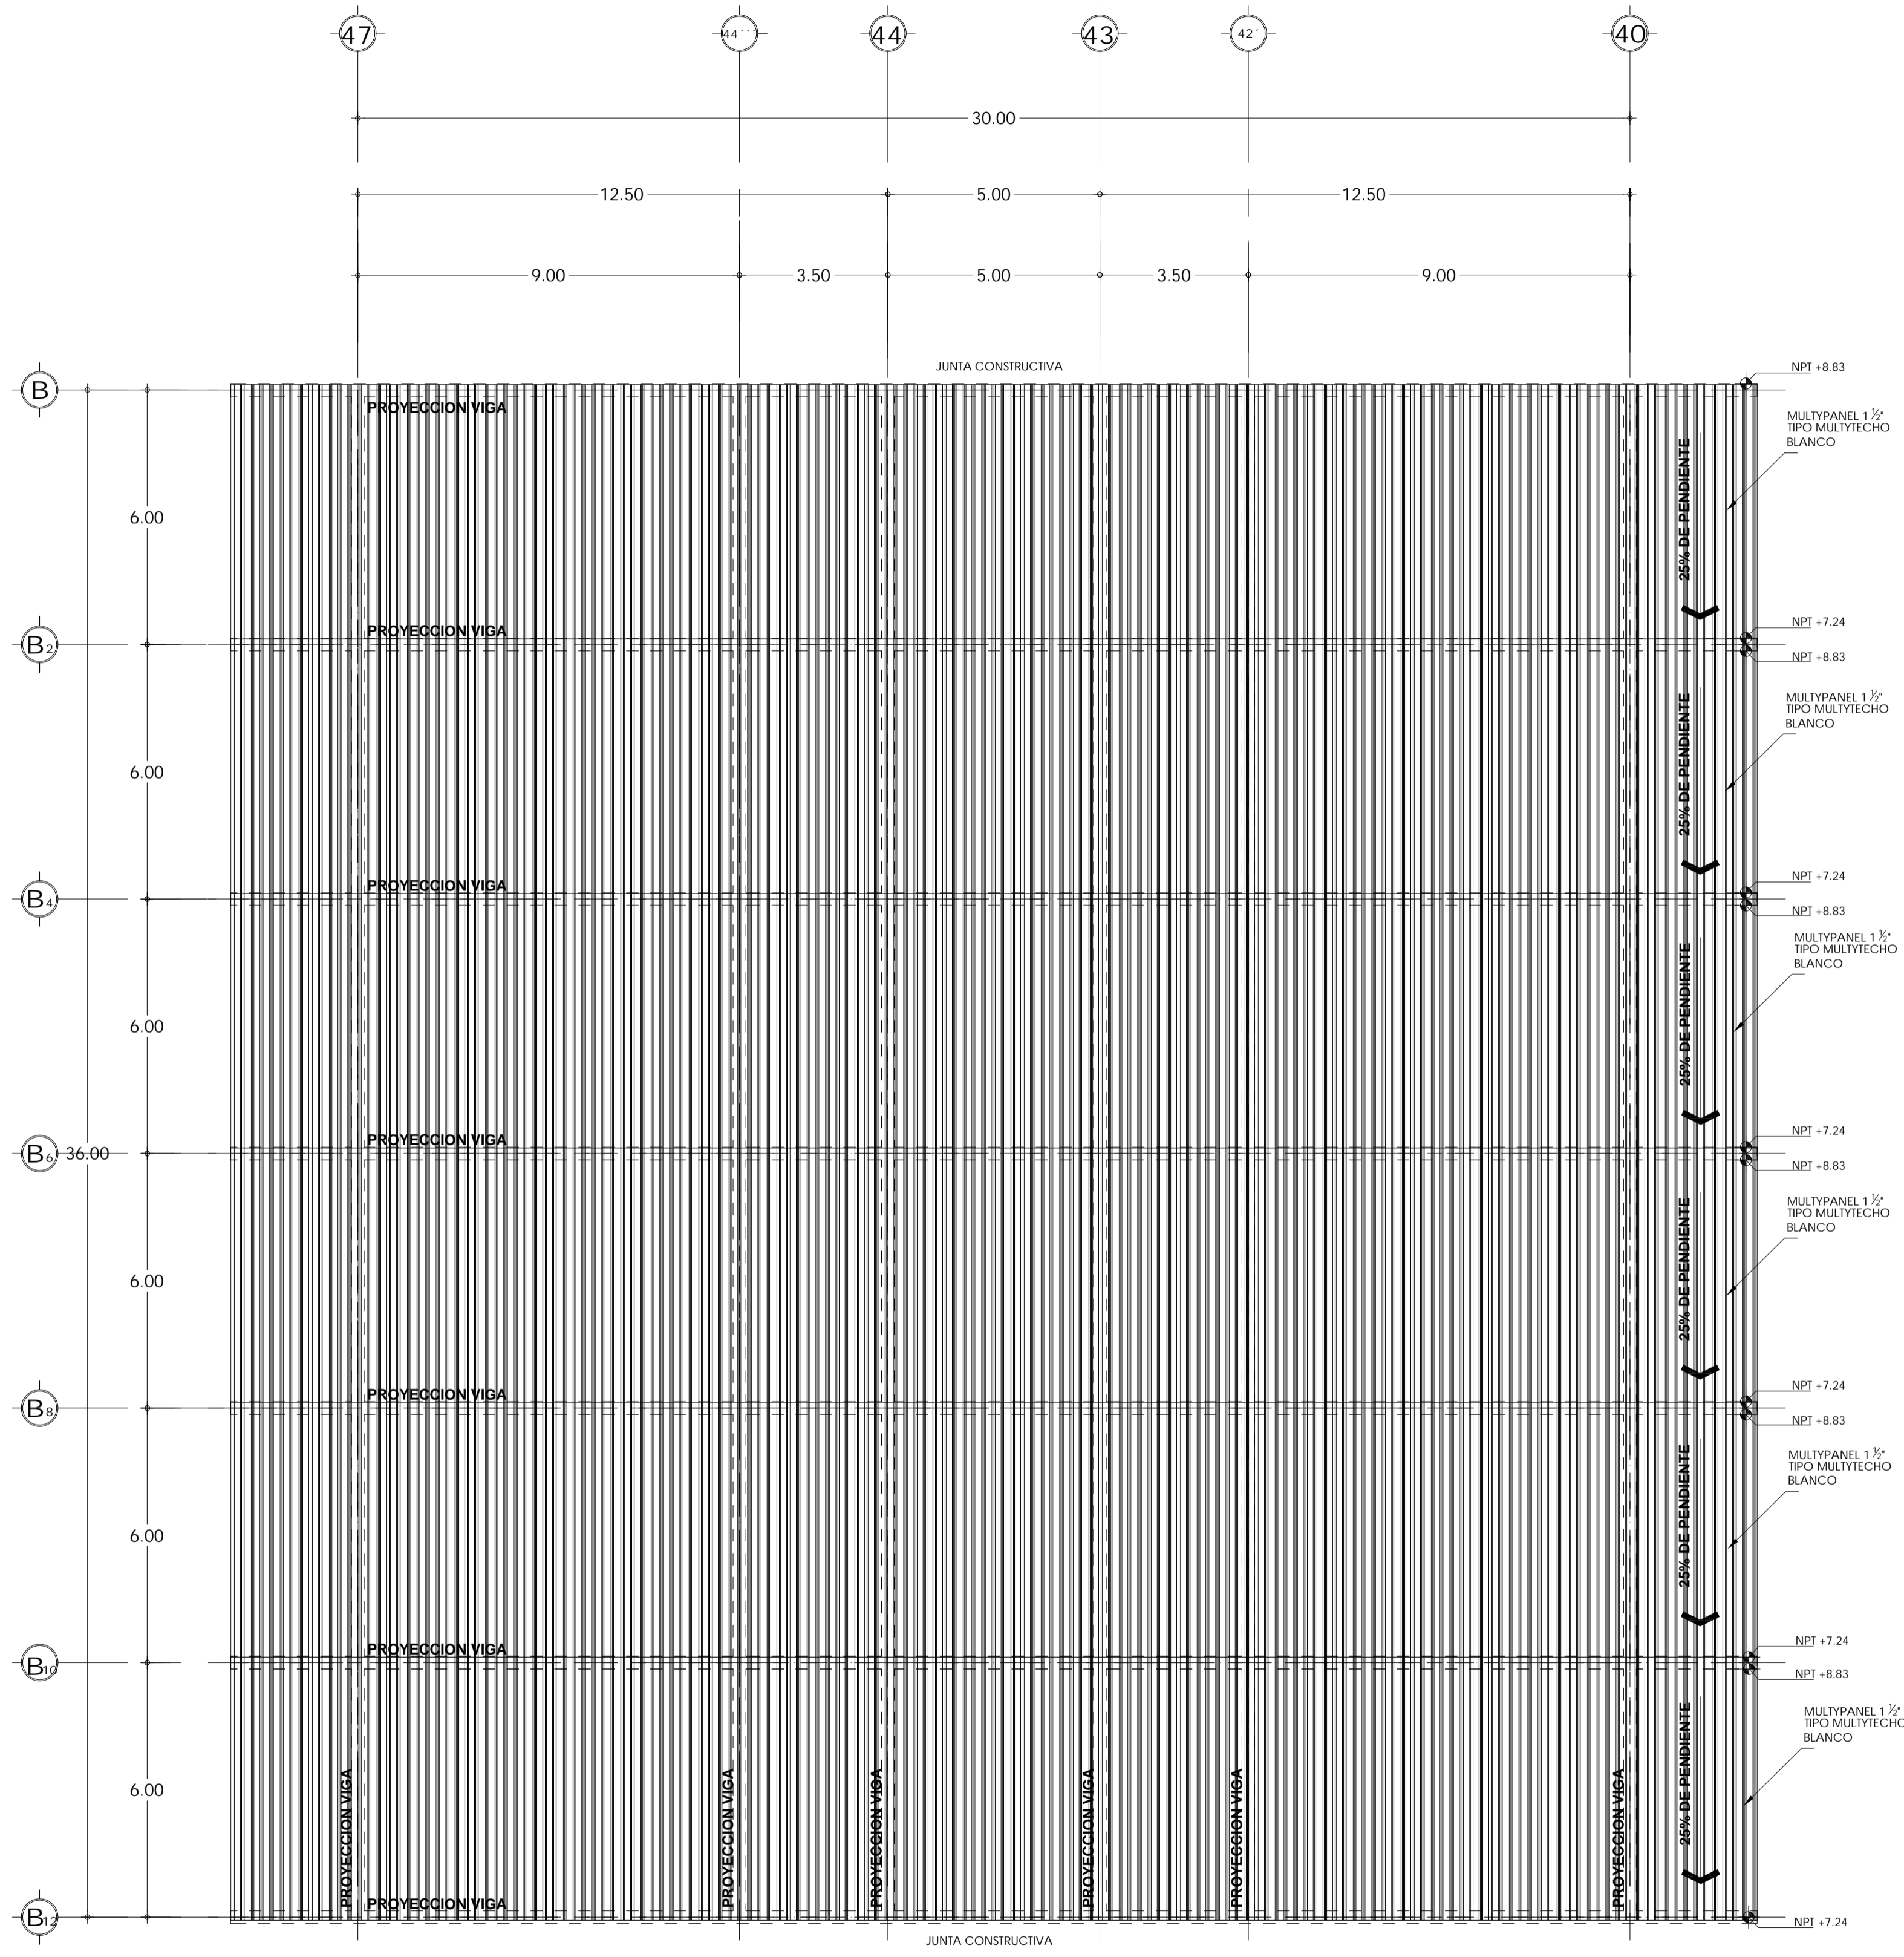 47
44´´´
44
43
42´
40
30.00
12.50
5.00
12.50
9.00
3.50
5.00
3.50
9.00
JUNTA CONSTRUCTIVA
NPT +8.83
B
PROYECCION VIGA
MULTYPANEL 1 ½"
TIPO MULTYTECHO
BLANCO
25% DE PENDIENTE
6.00
NPT +7.24
PROYECCION VIGA
B2
NPT +8.83
MULTYPANEL 1 ½"
TIPO MULTYTECHO
BLANCO
25% DE PENDIENTE
6.00
NPT +7.24
PROYECCION VIGA
B4
NPT +8.83
MULTYPANEL 1 ½"
TIPO MULTYTECHO
BLANCO
25% DE PENDIENTE
6.00
NPT +7.24
PROYECCION VIGA
B6
36.00
NPT +8.83
MULTYPANEL 1 ½"
TIPO MULTYTECHO
BLANCO
25% DE PENDIENTE
6.00
NPT +7.24
PROYECCION VIGA
B8
NPT +8.83
MULTYPANEL 1 ½"
TIPO MULTYTECHO
BLANCO
25% DE PENDIENTE
6.00
NPT +7.24
PROYECCION VIGA
B10
NPT +8.83
MULTYPANEL 1 ½"
TIPO MULTYTECHO
BLANCO
25% DE PENDIENTE
6.00
PROYECCION VIGA
PROYECCION VIGA
PROYECCION VIGA
PROYECCION VIGA
PROYECCION VIGA
PROYECCION VIGA
PROYECCION VIGA
B12
NPT +7.24
JUNTA CONSTRUCTIVA